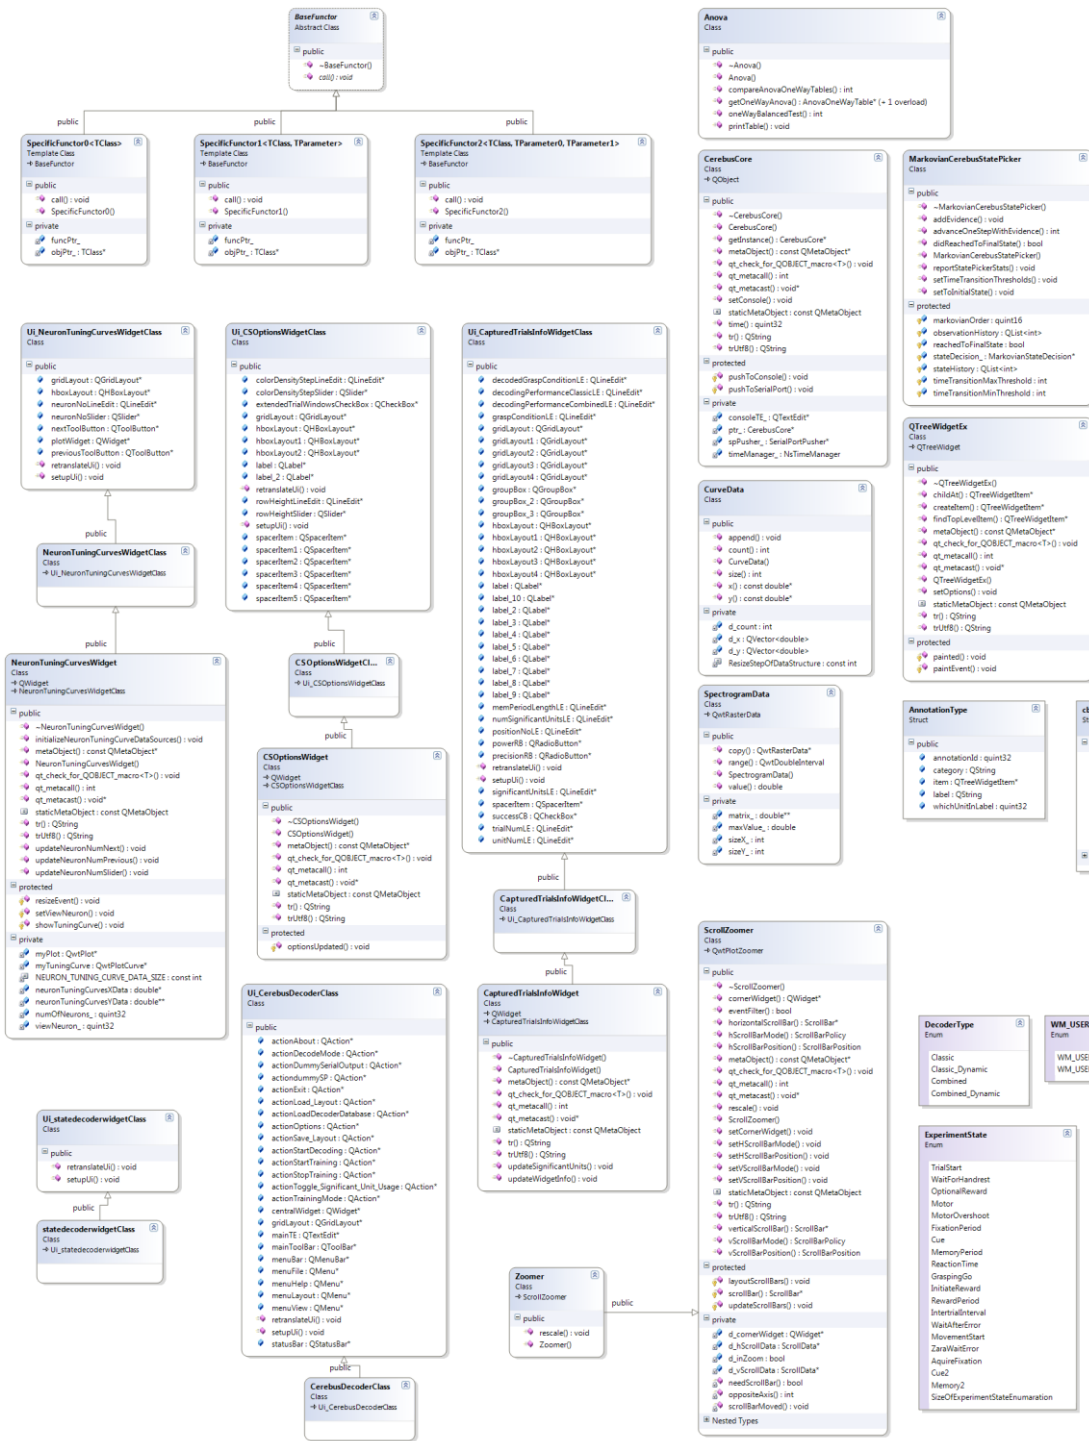 BaseFunctor
Abstract Class
public
~BaseFunctor()
call() : void
public
public
public
SpecificFunctor0<TClass>
Template Class
BaseFunctor
public
call() : void
SpecificFunctor0()
private
funcPtr_
objPtr_ : TClass*
SpecificFunctor1<TClass, TParameter>
Template Class
BaseFunctor
public
call() : void
SpecificFunctor1()
private
funcPtr_
objPtr_ : TClass*
SpecificFunctor2<TClass, TParameter0, TParameter1>
Template Class
BaseFunctor
public
call() : void
SpecificFunctor2()
private
funcPtr_
objPtr_ : TClass*
Anova
Class
public
~Anova()
Anova()
compareAnovaOneWayTables() : int
getOneWayAnova() : AnovaOneWayTable* (+ 1 overload)
oneWayBalancedTest() : int
printTable() : void
CerebusCore
Class
QObject
public
~CerebusCore()
CerebusCore()
getInstance() : CerebusCore*
metaObject() : const QMetaObject*
qt_check_for_QOBJECT_macro<T>() : void
qt_metacall() : int
qt_metacast() : void*
setConsole() : void
staticMetaObject : const QMetaObject
time() : quint32
tr() : QString
trUtf8() : QString
protected
pushToConsole() : void
pushToSerialPort() : void
private
consoleTE_ : QTextEdit*
ptr_ : CerebusCore*
spPusher_ : SerialPortPusher*
timeManager_ : NsTimeManager
MarkovianCerebusStatePicker
Class
public
~MarkovianCerebusStatePicker()
addEvidence() : void
advanceOneStepWithEvidence() : int
didReachedToFinalState() : bool
MarkovianCerebusStatePicker()
reportStatePickerStats() : void
setTimeTransitionThresholds() : void
setToInitialState() : void
protected
markovianOrder : quint16
observationHistory : QList<int>
reachedToFinalState : bool
stateDecision_ : MarkovianStateDecision*
stateHistory : QList<int>
timeTransitionMaxThreshold : int
timeTransitionMinThreshold : int
Ui_NeuronTuningCurvesWidgetClass
Class
public
gridLayout : QGridLayout*
hboxLayout : QHBoxLayout*
neuronNoLineEdit : QLineEdit*
neuronNoSlider : QSlider*
nextToolButton : QToolButton*
plotWidget : QWidget*
previousToolButton : QToolButton*
retranslateUi() : void
setupUi() : void
public
NeuronTuningCurvesWidgetClass
Class
Ui_NeuronTuningCurvesWidgetClass
public
NeuronTuningCurvesWidget
Class
QWidget
NeuronTuningCurvesWidgetClass
public
~NeuronTuningCurvesWidget()
initializeNeuronTuningCurveDataSources() : void
metaObject() : const QMetaObject*
NeuronTuningCurvesWidget()
qt_check_for_QOBJECT_macro<T>() : void
qt_metacall() : int
qt_metacast() : void*
staticMetaObject : const QMetaObject
tr() : QString
trUtf8() : QString
updateNeuronNumNext() : void
updateNeuronNumPrevious() : void
updateNeuronNumSlider() : void
protected
resizeEvent() : void
setViewNeuron() : void
showTuningCurve() : void
private
myPlot : QwtPlot*
myTuningCurve : QwtPlotCurve*
NEURON_TUNING_CURVE_DATA_SIZE : const int
neuronTuningCurvesXData : double*
neuronTuningCurvesYData : double**
numOfNeurons_ : quint32
viewNeuron_ : quint32
Ui_CSOptionsWidgetClass
Class
public
colorDensityStepLineEdit : QLineEdit*
colorDensityStepSlider : QSlider*
extendedTrialWindowsCheckBox : QCheckBox*
gridLayout : QGridLayout*
hboxLayout : QHBoxLayout*
hboxLayout1 : QHBoxLayout*
hboxLayout2 : QHBoxLayout*
label : QLabel*
label_2 : QLabel*
retranslateUi() : void
rowHeightLineEdit : QLineEdit*
rowHeightSlider : QSlider*
setupUi() : void
spacerItem : QSpacerItem*
spacerItem1 : QSpacerItem*
spacerItem2 : QSpacerItem*
spacerItem3 : QSpacerItem*
spacerItem4 : QSpacerItem*
spacerItem5 : QSpacerItem*
public
CSOptionsWidgetCl...
Class
Ui_CSOptionsWidgetClass
public
CSOptionsWidget
Class
QWidget
CSOptionsWidgetClass
public
~CSOptionsWidget()
CSOptionsWidget()
metaObject() : const QMetaObject*
qt_check_for_QOBJECT_macro<T>() : void
qt_metacall() : int
qt_metacast() : void*
staticMetaObject : const QMetaObject
tr() : QString
trUtf8() : QString
protected
optionsUpdated() : void
Ui_CapturedTrialsInfoWidgetClass
Class
public
decodedGraspConditionLE : QLineEdit*
decodingPerformanceClassicLE : QLineEdit*
decodingPerformanceCombinedLE : QLineEdit*
graspConditionLE : QLineEdit*
gridLayout : QGridLayout*
gridLayout1 : QGridLayout*
gridLayout2 : QGridLayout*
gridLayout3 : QGridLayout*
gridLayout4 : QGridLayout*
groupBox : QGroupBox*
groupBox_2 : QGroupBox*
groupBox_3 : QGroupBox*
hboxLayout : QHBoxLayout*
hboxLayout1 : QHBoxLayout*
hboxLayout2 : QHBoxLayout*
hboxLayout3 : QHBoxLayout*
hboxLayout4 : QHBoxLayout*
label : QLabel*
label_10 : QLabel*
label_2 : QLabel*
label_3 : QLabel*
label_4 : QLabel*
label_5 : QLabel*
label_6 : QLabel*
label_7 : QLabel*
label_8 : QLabel*
label_9 : QLabel*
memPeriodLengthLE : QLineEdit*
numSignificantUnitsLE : QLineEdit*
positionNoLE : QLineEdit*
powerRB : QRadioButton*
precisionRB : QRadioButton*
retranslateUi() : void
setupUi() : void
significantUnitsLE : QLineEdit*
spacerItem : QSpacerItem*
successCB : QCheckBox*
trialNumLE : QLineEdit*
unitNumLE : QLineEdit*
public
CapturedTrialsInfoWidgetCl...
Class
Ui_CapturedTrialsInfoWidgetClass
public
CapturedTrialsInfoWidget
Class
QWidget
CapturedTrialsInfoWidgetClass
public
~CapturedTrialsInfoWidget()
CapturedTrialsInfoWidget()
metaObject() : const QMetaObject*
qt_check_for_QOBJECT_macro<T>() : void
qt_metacall() : int
qt_metacast() : void*
staticMetaObject : const QMetaObject
tr() : QString
trUtf8() : QString
updateSignificantUnits() : void
updateWidgetInfo() : void
CurveData
Class
public
append() : void
count() : int
CurveData()
size() : int
x() : const double*
y() : const double*
private
d_count : int
d_x : QVector<double>
d_y : QVector<double>
ResizeStepOfDataStructure : const int
QTreeWidgetEx
Class
QTreeWidget
public
~QTreeWidgetEx()
childAt() : QTreeWidgetItem*
createItem() : QTreeWidgetItem*
findTopLevelItem() : QTreeWidgetItem*
metaObject() : const QMetaObject*
qt_check_for_QOBJECT_macro<T>() : void
qt_metacall() : int
qt_metacast() : void*
QTreeWidgetEx()
setOptions() : void
staticMetaObject : const QMetaObject
tr() : QString
trUtf8() : QString
protected
painted() : void
paintEvent() : void
SpectrogramData
Class
QwtRasterData
public
copy() : QwtRasterData*
range() : QwtDoubleInterval
SpectrogramData()
value() : double
private
matrix_ : double**
maxValue_ : double
sizeX_ : int
sizeY_ : int
AnnotationType
Struct
public
annotationId : quint32
category : QString
item : QTreeWidgetItem*
label : QString
whichUnitInLabel : quint32
cl
St
Ui_CerebusDecoderClass
Class
public
actionAbout : QAction*
actionDecodeMode : QAction*
actionDummySerialOutput : QAction*
actiondummySP : QAction*
actionExit : QAction*
actionLoad_Layout : QAction*
actionLoadDecoderDatabase : QAction*
actionOptions : QAction*
actionSave_Layout : QAction*
actionStartDecoding : QAction*
actionStartTraining : QAction*
actionStopTraining : QAction*
actionToggle_Significant_Unit_Usage : QAction*
actionTrainingMode : QAction*
centralWidget : QWidget*
gridLayout : QGridLayout*
mainTE : QTextEdit*
mainToolBar : QToolBar*
menuBar : QMenuBar*
menuFile : QMenu*
menuHelp : QMenu*
menuLayout : QMenu*
menuView : QMenu*
retranslateUi() : void
setupUi() : void
statusBar : QStatusBar*
public
CerebusDecoderClass
Class
Ui_CerebusDecoderClass
Ui_statedecoderwidgetClass
Class
public
retranslateUi() : void
setupUi() : void
public
statedecoderwidgetClass
Class
Ui_statedecoderwidgetClass
Zoomer
Class
ScrollZoomer
public
rescale() : void
Zoomer()
public
ScrollZoomer
Class
QwtPlotZoomer
public
~ScrollZoomer()
cornerWidget() : QWidget*
eventFilter() : bool
horizontalScrollBar() : ScrollBar*
hScrollBarMode() : ScrollBarPolicy
hScrollBarPosition() : ScrollBarPosition
metaObject() : const QMetaObject*
qt_check_for_QOBJECT_macro<T>() : void
qt_metacall() : int
qt_metacast() : void*
rescale() : void
ScrollZoomer()
setCornerWidget() : void
setHScrollBarMode() : void
setHScrollBarPosition() : void
setVScrollBarMode() : void
setVScrollBarPosition() : void
staticMetaObject : const QMetaObject
tr() : QString
trUtf8() : QString
verticalScrollBar() : ScrollBar*
vScrollBarMode() : ScrollBarPolicy
vScrollBarPosition() : ScrollBarPosition
protected
layoutScrollBars() : void
scrollBar() : ScrollBar*
updateScrollBars() : void
private
d_cornerWidget : QWidget*
d_hScrollData : ScrollData*
d_inZoom : bool
d_vScrollData : ScrollData*
needScrollBar() : bool
oppositeAxis() : int
scrollBarMoved() : void
Nested Types
DecoderType
Enum
Classic
Classic_Dynamic
Combined
Combined_Dynamic
WM_USER
Enum
WM_USE
WM_USE
ExperimentState
Enum
TrialStart
WaitForHandrest
OptionalReward
Motor
MotorOvershoot
FixationPeriod
Cue
MemoryPeriod
ReactionTime
GraspingGo
InitiateReward
RewardPeriod
IntertrialInterval
WaitAfterError
MovementStart
ZaraWaitError
AquireFixation
Cue2
Memory2
SizeOfExperimentStateEnumaration